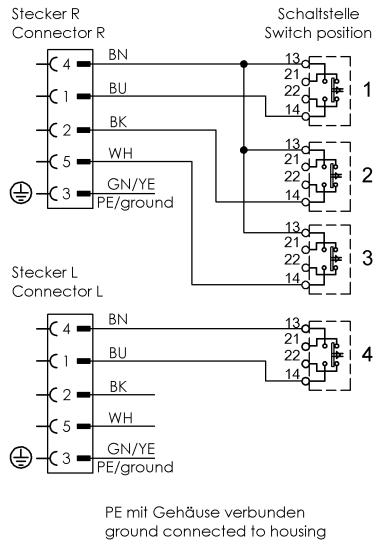 Stecker R
Connector R
Schaltstelle
Switch position
4 BN
1 BU
2 BK
5 WH
3 GN/YE
PE/ground
13
21
22
14
1
13
21
22
14
2
13
21
22
14
3
Stecker L
Connector L
4 BN
1 BU
2 BK
5 WH
3 GN/YE
PE/ground
13
21
22
14
4
PE mit Gehäuse verbunden
ground connected to housing